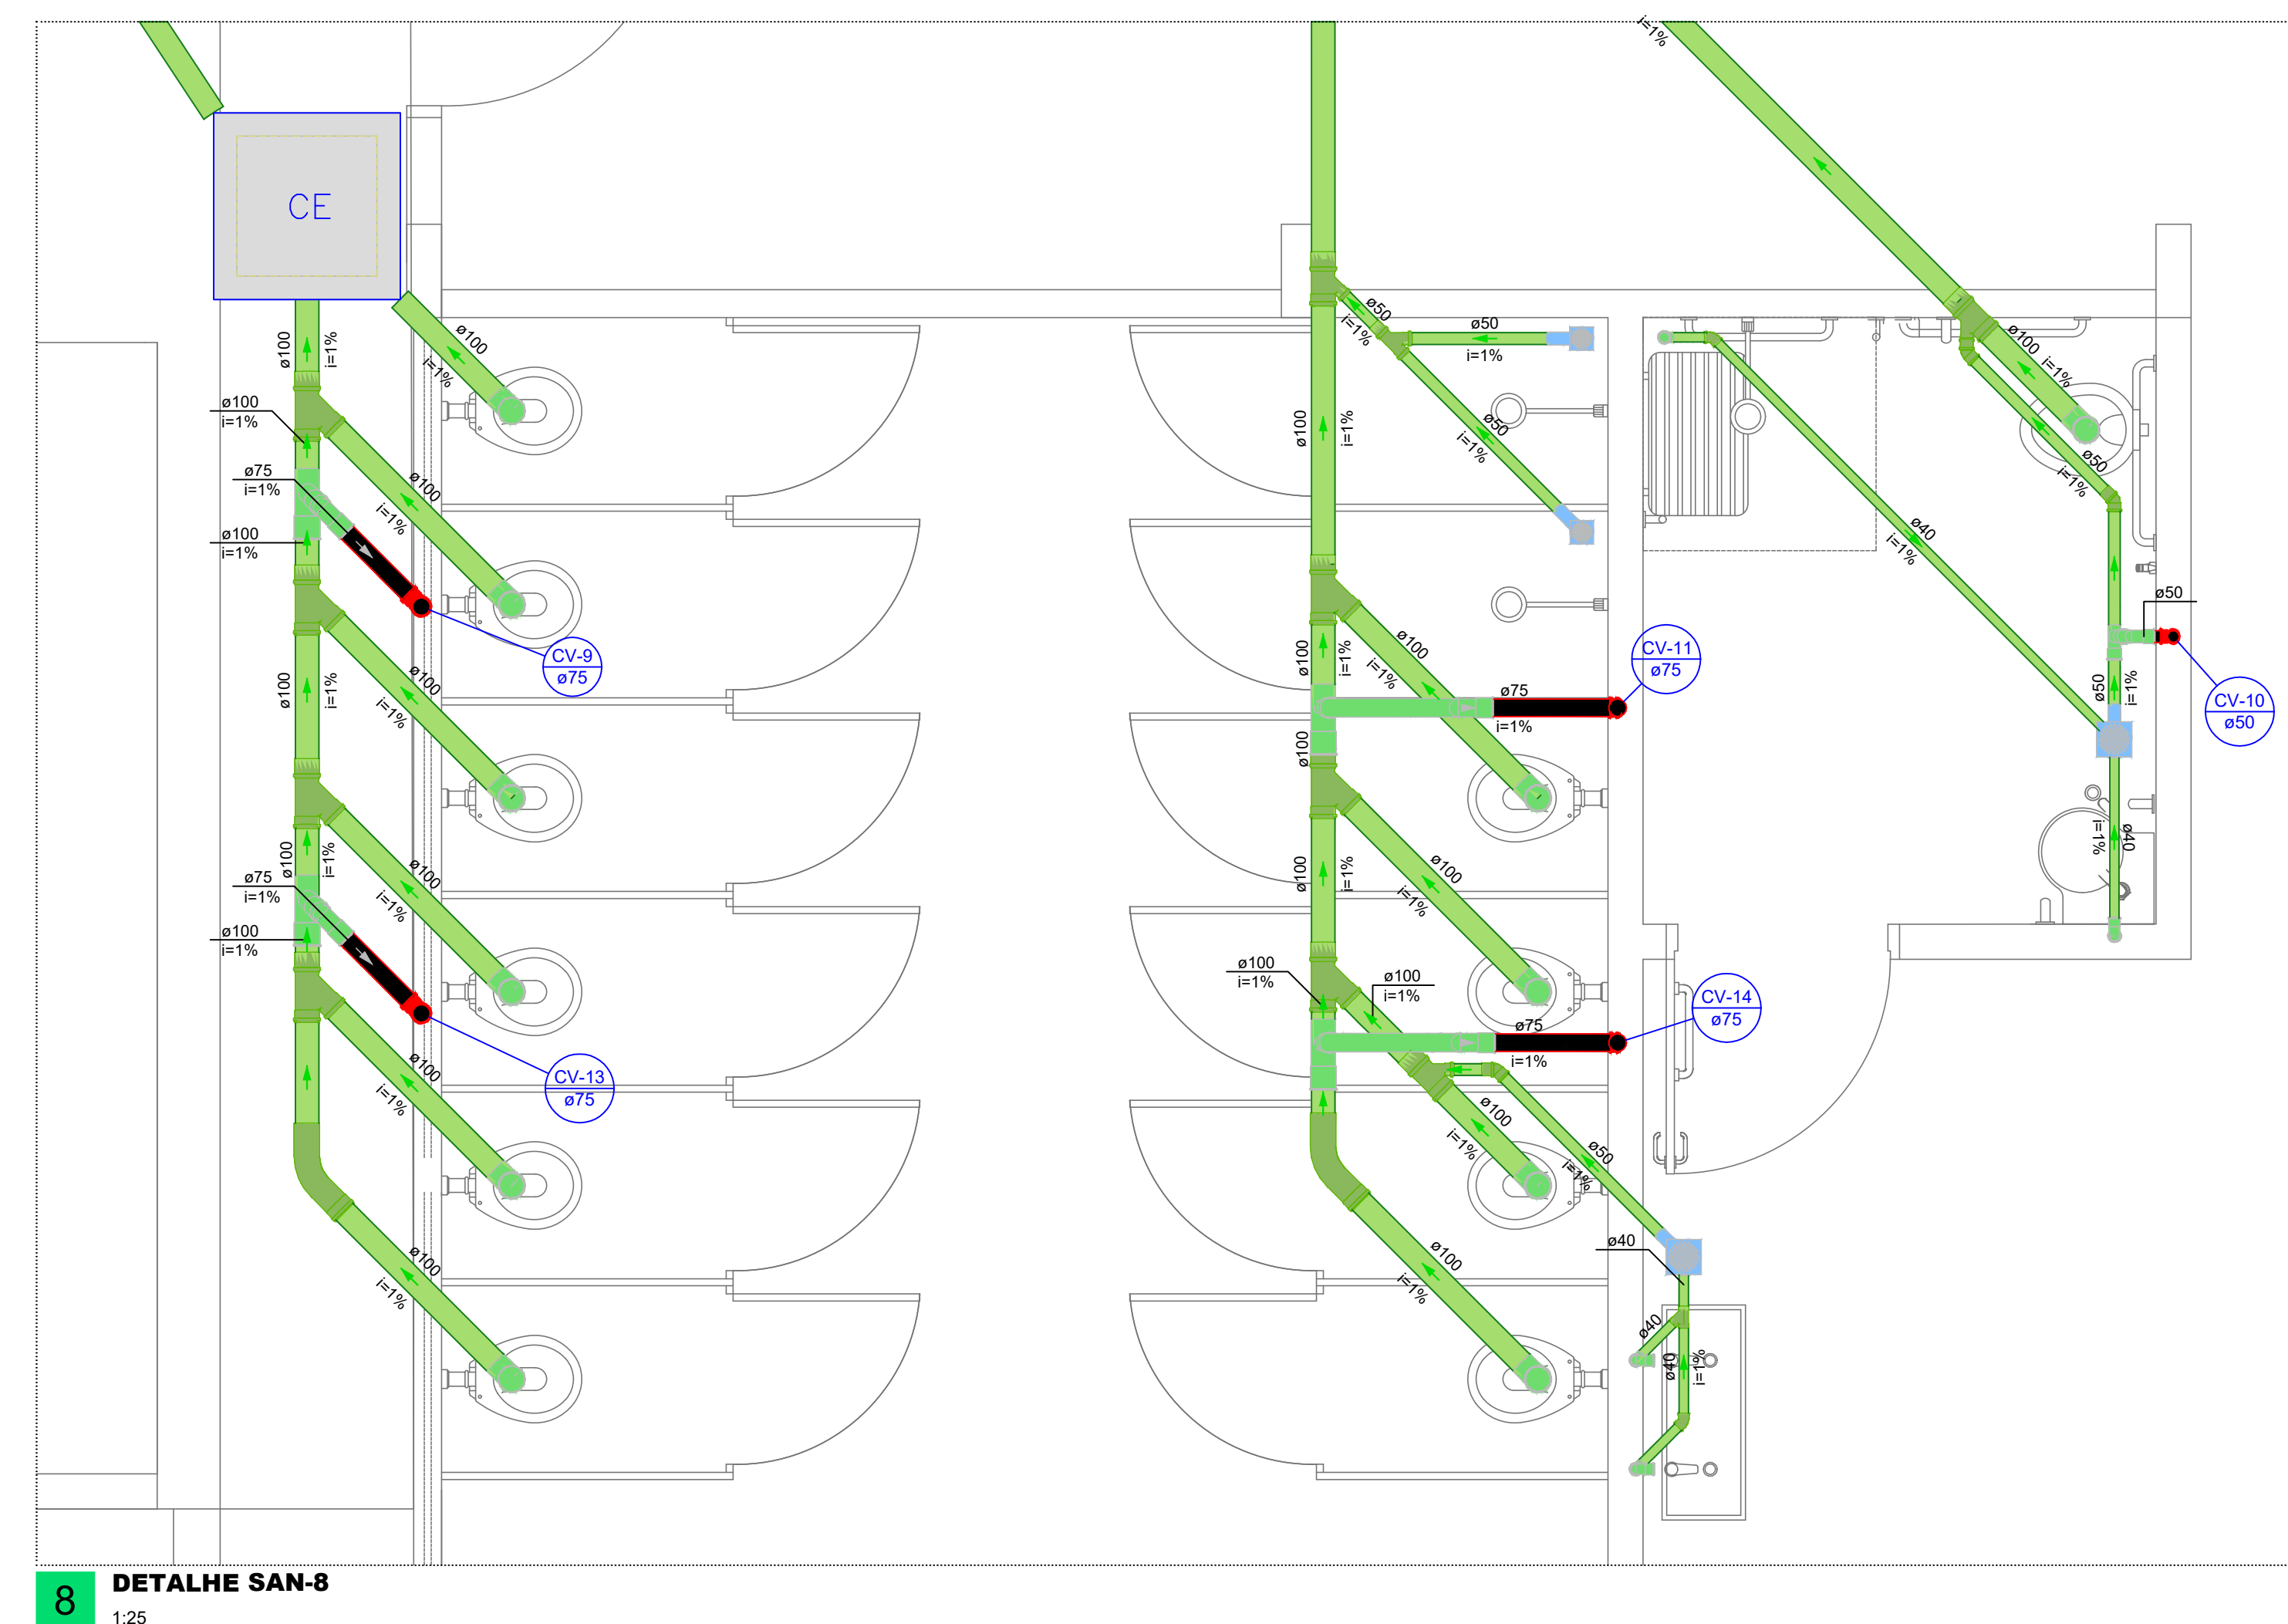 i=1%
CE
ø100
i=1%
ø100
i=1%
ø100
i=1%
ø75
i=1%
ø100
i=1%
ø100
i=1%
CV-9
ø75
ø100
i=1%
ø100
i=1%
ø100
i=1%
ø75
i=1%
ø100
i=1%
ø100
i=1%
ø100
i=1%
CV-13
ø75
ø100
i=1%
ø50
i=1%
ø50
i=1%
ø100
i=1%
ø50
i=1%
ø100
i=1%
ø100
i=1%
CV-11
ø75
ø75
i=1%
ø100
ø100
i=1%
ø100
i=1%
ø100
i=1%
ø100
i=1%
CV-14
ø75
ø75
i=1%
ø100
i=1%
ø50
i=1%
ø100
i=1%
ø40
ø40
ø40
i=1%
ø100
i=1%
ø50
i=1%
ø40
i=1%
ø50
CV-10
ø50
ø50
i=1%
ø40
i=1%
8
DETALHE SAN-8
1:25